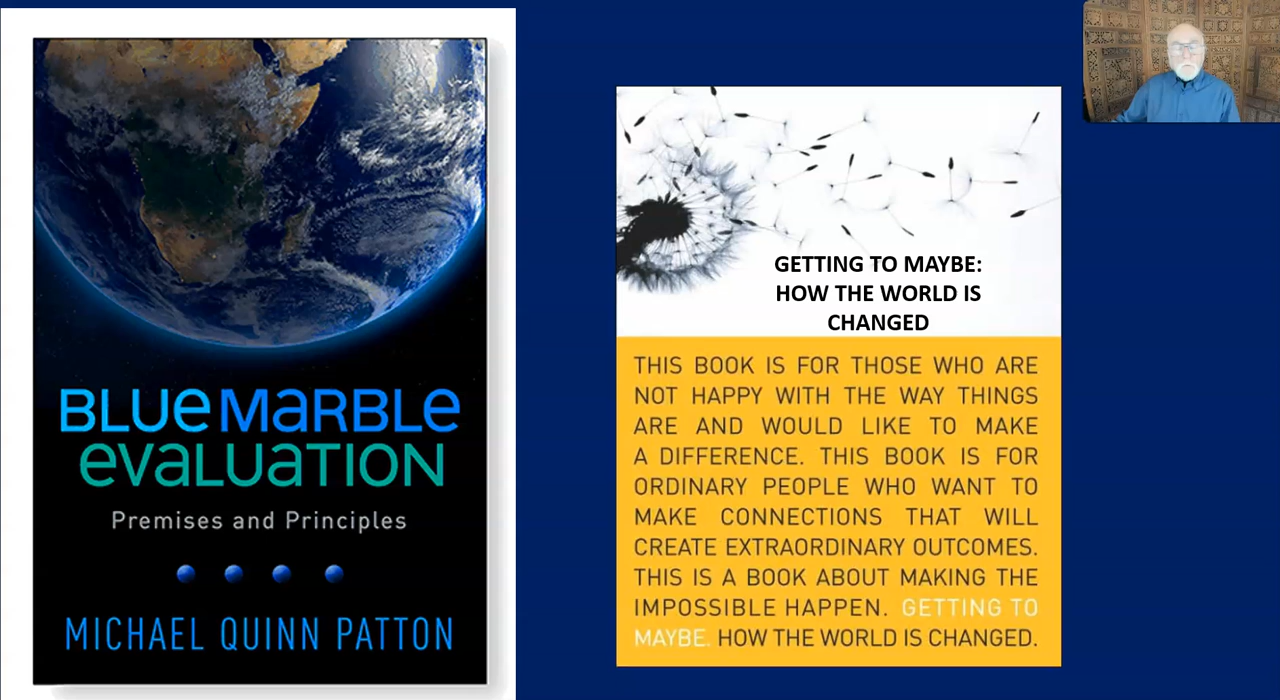 BLUE MARBLE
EVALUATION
Premises and Principles
MICHAEL QUINN PATTON
GETTING TO MAYBE:
HOW THE WORLD IS
CHANGED
THIS BOOK IS FOR THOSE WHO ARE
NOT HAPPY WITH THE WAY THINGS
ARE AND WOULD LIKE TO MAKE
A DIFFERENCE. THIS BOOK IS FOR
ORDINARY PEOPLE WHO WANT TO
MAKE CONNECTIONS THAT WILL
CREATE EXTRAORDINARY OUTCOMES.
THIS IS A BOOK ABOUT MAKING THE
IMPOSSIBLE HAPPEN. GETTING TO
MAYBE. HOW THE WORLD IS CHANGED.